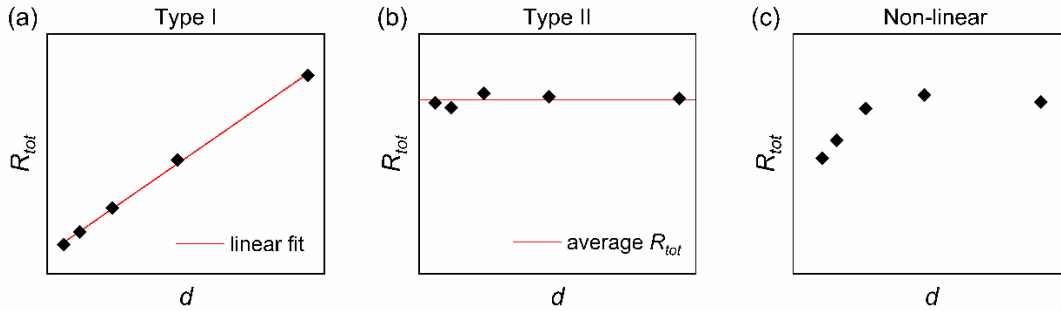 (a) Type I
R_tot
linear fit
d
(b) Type II
R_tot
average R_tot
d
(c) Non-linear
R_tot
d